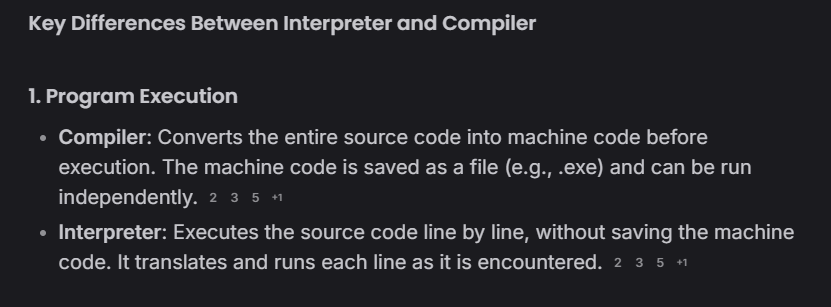 Key Differences Between Interpreter and Compiler
1. Program Execution
• Compiler: Converts the entire source code into machine code before
execution. The machine code is saved as a file (e.g., .exe) and can be run
independently. 2 3 5 +1
• Interpreter: Executes the source code line by line, without saving the machine
code. It translates and runs each line as it is encountered. 2 3 5 +1